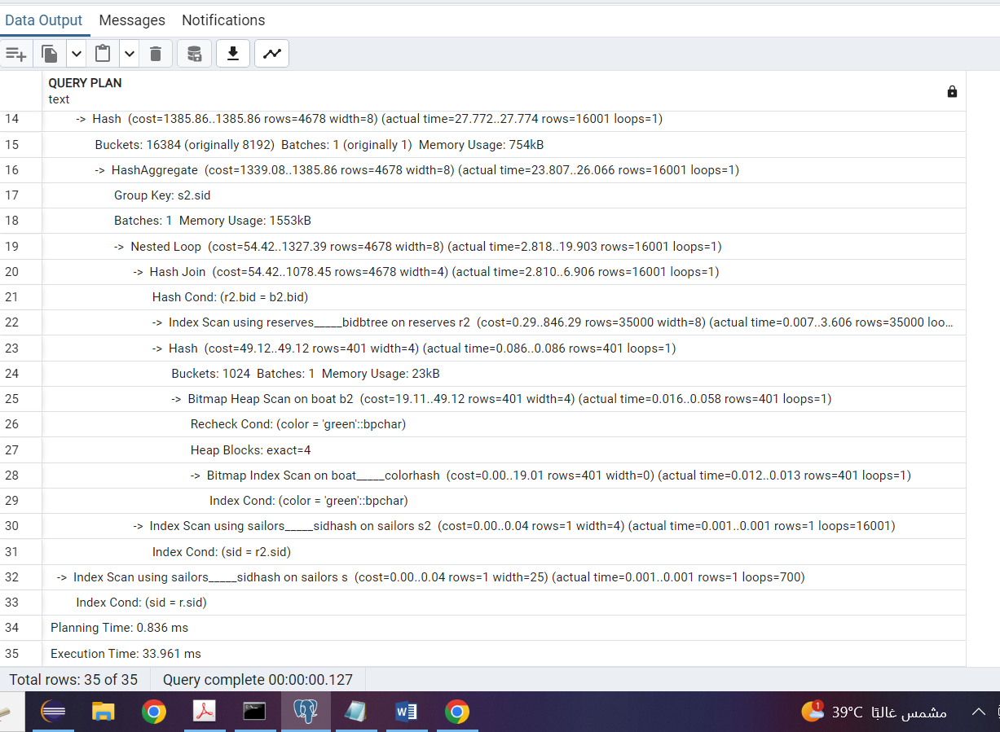 Data Output Messages Notifications
QUERY PLAN
text
14 -> Hash (cost=1385.86..1385.86 rows=4678 width=8) (actual time=27.772..27.774 rows=16001 loops=1)
15 Buckets: 16384 (originally 8192) Batches: 1 (originally 1) Memory Usage: 754kB
16 -> HashAggregate (cost=1339.08..1385.86 rows=4678 width=8) (actual time=23.807..26.066 rows=16001 loops=1)
17 Group Key: s2.sid
18 Batches: 1 Memory Usage: 1553kB
19 -> Nested Loop (cost=54.42..1327.39 rows=4678 width=8) (actual time=2.818..19.903 rows=16001 loops=1)
20 -> Hash Join (cost=54.42..1078.45 rows=4678 width=4) (actual time=2.810..6.906 rows=16001 loops=1)
21 Hash Cond: (r2.bid = b2.bid)
22 -> Index Scan using reserves_____bidbtree on reserves r2 (cost=0.29..846.29 rows=35000 width=8) (actual time=0.007..3.606 rows=35000 loo...
23 -> Hash (cost=49.12..49.12 rows=401 width=4) (actual time=0.086..0.086 rows=401 loops=1)
24 Buckets: 1024 Batches: 1 Memory Usage: 23kB
25 -> Bitmap Heap Scan on boat b2 (cost=19.11..49.12 rows=401 width=4) (actual time=0.016..0.058 rows=401 loops=1)
26 Recheck Cond: (color = 'green'::bpchar)
27 Heap Blocks: exact=4
28 -> Bitmap Index Scan on boat_____colorhash (cost=0.00..19.01 rows=401 width=0) (actual time=0.012..0.013 rows=401 loops=1)
29 Index Cond: (color = 'green'::bpchar)
30 -> Index Scan using sailors_____sidhash on sailors s2 (cost=0.00..0.04 rows=1 width=4) (actual time=0.001..0.001 rows=1 loops=16001)
31 Index Cond: (sid = r2.sid)
32 -> Index Scan using sailors_____sidhash on sailors s (cost=0.00..0.04 rows=1 width=25) (actual time=0.001..0.001 rows=1 loops=700)
33 Index Cond: (sid = r.sid)
34 Planning Time: 0.836 ms
35 Execution Time: 33.961 ms
Total rows: 35 of 35 Query complete 00:00:00.127
1 39°C مشمس غالبًا